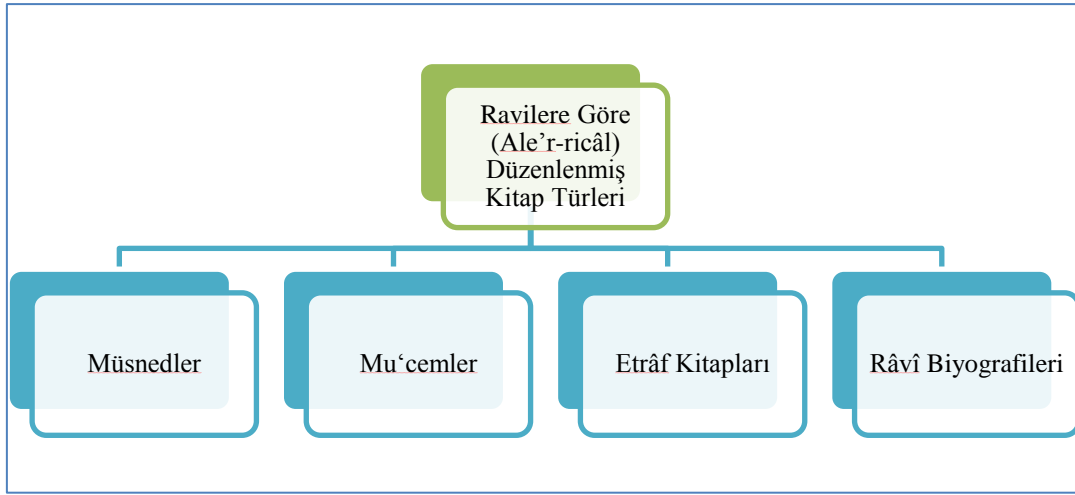 Ravilere Göre
(Ale’r-ricâl)
Düzenlenmiş
Kitap Türleri
Müsnedler
Mu‘cemler
Etrâf Kitapları
Râvî Biyografileri